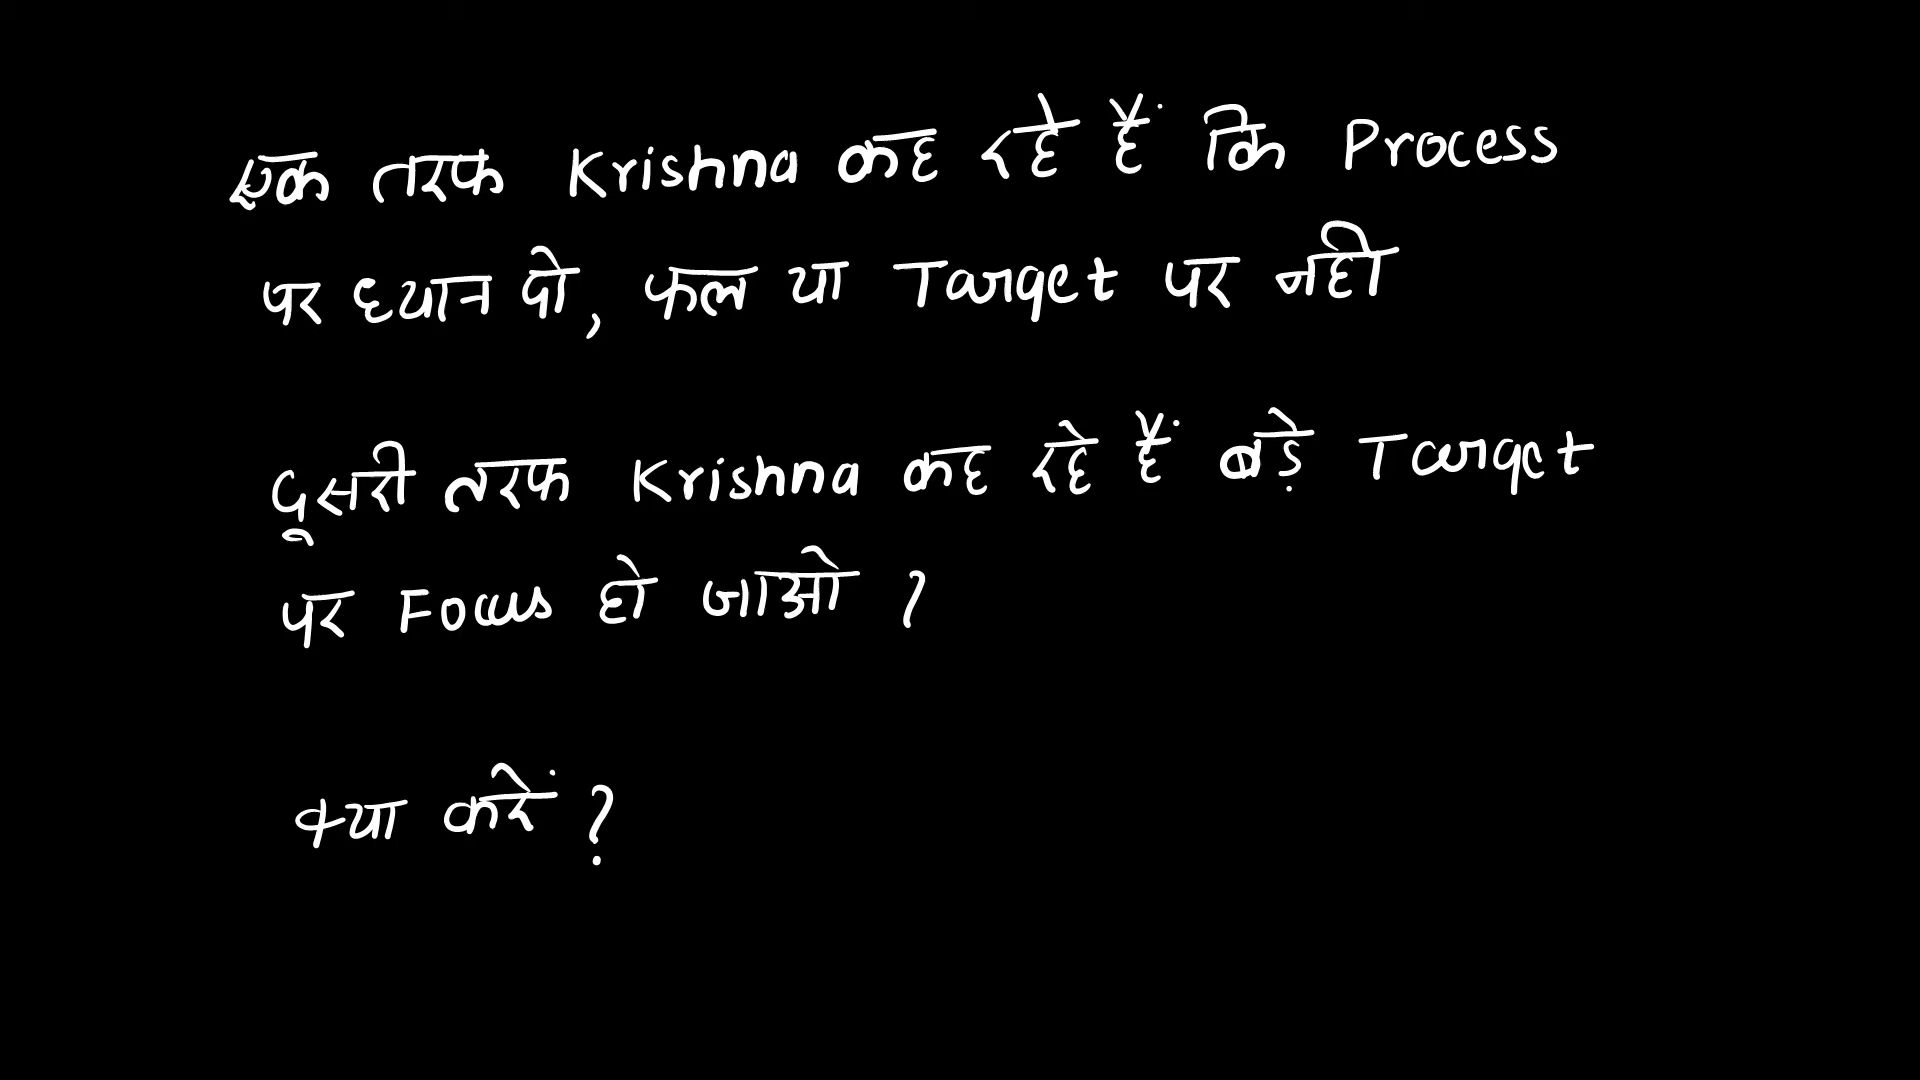 एक तरफ Krishna कह रहे हैं कि Process
पर ध्यान दो, फल या Target पर नही
दूसरी तरफ Krishna कह रहे हैं बड़े Target
पर Focus हो जाओ ?
क्या करें ?